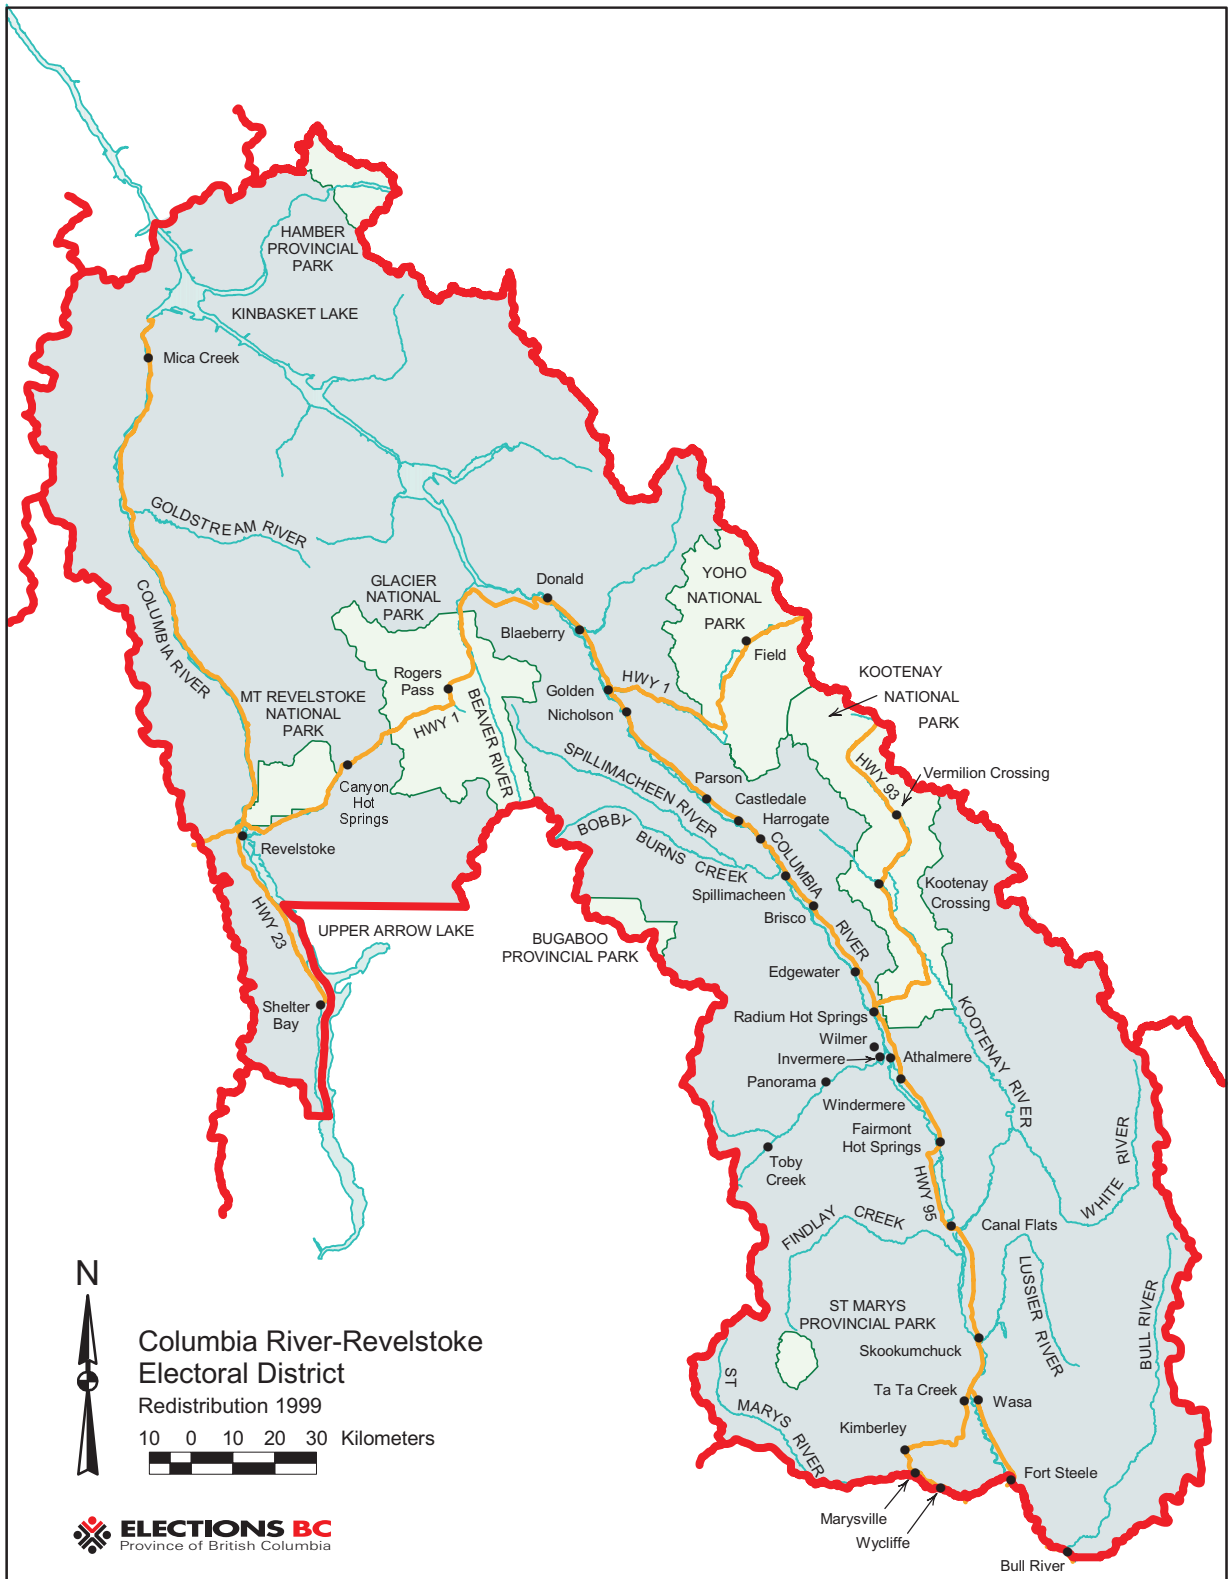 HAMBER
PROVINCIAL
PARK
KINBASKET LAKE
Mica Creek
GOLDSTREAM RIVER
COLUMBIA RIVER
GLACIER
NATIONAL
PARK
Donald
Blaeberry
YOHO
NATIONAL
PARK
Field
Rogers
Pass
HWY 1
BEAVER RIVER
Golden
Nicholson
HWY 1
KOOTENAY
NATIONAL
PARK
MT REVELSTOKE
NATIONAL
PARK
Canyon
Hot
Springs
Revelstoke
SPILLIMACHEEN RIVER
BOBBY BURNS CREEK
Parson
Castledale
Harrogate
HWY 93
Vermilion Crossing
COLUMBIA RIVER
Spillimacheen
Brisco
Kootenay
Crossing
HWY 23
UPPER ARROW LAKE
BUGABOO
PROVINCIAL PARK
Shelter
Bay
Edgewater
Radium Hot Springs
Wilmer
Invermere
Athalmere
KOOTENAY RIVER
Panorama
Windermere
Fairmont
Hot Springs
Toby
Creek
HWY 95
WHITE RIVER
FINDLAY CREEK
Canal Flats
LUSSIER RIVER
BULL RIVER
ST MARYS
PROVINCIAL PARK
Skookumchuck
ST MARYS RIVER
Ta Ta Creek
Wasa
Kimberley
Fort Steele
Marysville
Wycliffe
Bull River
N
Columbia River-Revelstoke
Electoral District
Redistribution 1999
10 0 10 20 30 Kilometers
ELECTIONS BC
Province of British Columbia